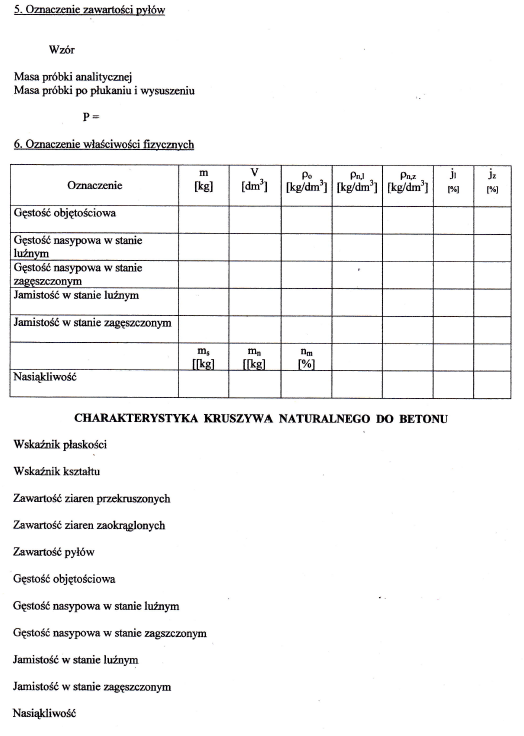 5. Oznaczenie zawartości pyłów
Wzór
Masa próbki analitycznej
Masa próbki po płukaniu i wysuszeniu
P =
6. Oznaczenie właściwości fizycznych
Oznaczenie m [kg] V [dm³] ρo [kg/dm³] ρn,l [kg/dm³] ρn,z [kg/dm³] jl [%] jz [%]
Gęstość objętościowa
Gęstość nasypowa w stanie
luźnym
Gęstość nasypowa w stanie
zagęszczonym
Jamistość w stanie luźnym
Jamistość w stanie zagęszczonym
ms [[kg] mn [[kg] nm [%]
Nasiąkliwość
CHARAKTERYSTYKA KRUSZYWA NATURALNEGO DO BETONU
Wskaźnik płaskości
Wskaźnik kształtu
Zawartość ziaren przekruszonych
Zawartość ziaren zaokrąglonych
Zawartość pyłów
Gęstość objętościowa
Gęstość nasypowa w stanie luźnym
Gęstość nasypowa w stanie zagszczonym
Jamistość w stanie luźnym
Jamistość w stanie zagęszczonym
Nasiąkliwość